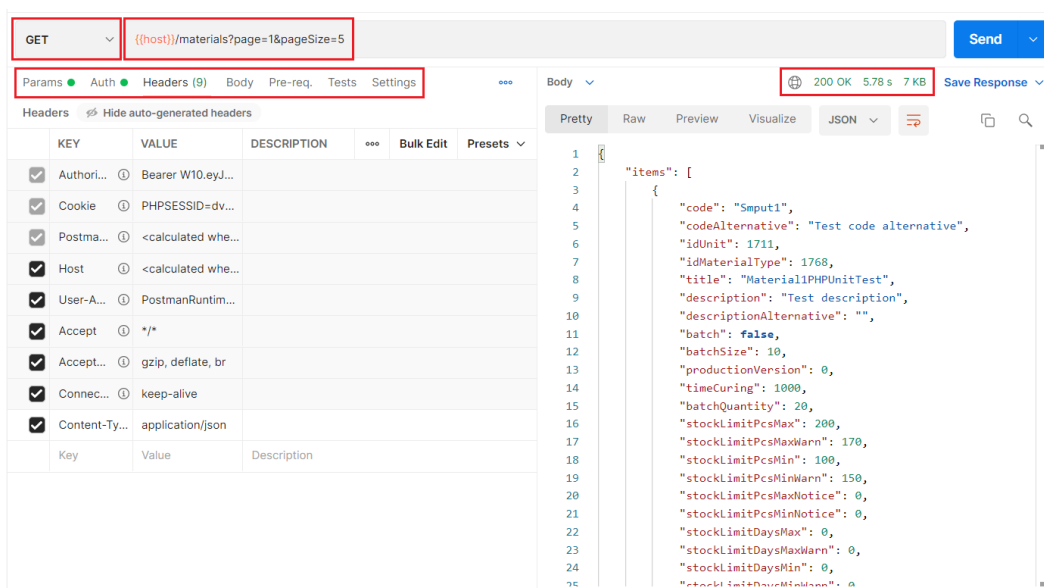 GET {{host}}/materials?page=1&pageSize=5 Send
Params Auth Headers (9) Body Pre-req. Tests Settings
Headers Hide auto-generated headers
KEY VALUE DESCRIPTION Bulk Edit Presets
Authori... Bearer W10.eyJ...
Cookie PHPSESSID=dv...
Postma... <calculated whe...
Host <calculated whe...
User-A... PostmanRuntim...
Accept */*
Accept... gzip, deflate, br
Connec... keep-alive
Content-Ty... application/json
Key Value Description
Body 200 OK 5.78 s 7 KB Save Response
Pretty Raw Preview Visualize JSON
1 {
2 "items": [
3 {
4 "code": "Smput1",
5 "codeAlternative": "Test code alternative",
6 "idUnit": 1711,
7 "idMaterialType": 1768,
8 "title": "Material1PHPUnitTest",
9 "description": "Test description",
10 "descriptionAlternative": "",
11 "batch": false,
12 "batchSize": 10,
13 "productionVersion": 0,
14 "timeCuring": 1000,
15 "batchQuantity": 20,
16 "stockLimitPcsMax": 200,
17 "stockLimitPcsMaxWarn": 170,
18 "stockLimitPcsMin": 100,
19 "stockLimitPcsMinWarn": 150,
20 "stockLimitPcsMaxNotice": 0,
21 "stockLimitPcsMinNotice": 0,
22 "stockLimitDaysMax": 0,
23 "stockLimitDaysMaxWarn": 0,
24 "stockLimitDaysMin": 0,
25 "stockLimitDaysMinWarn": 0